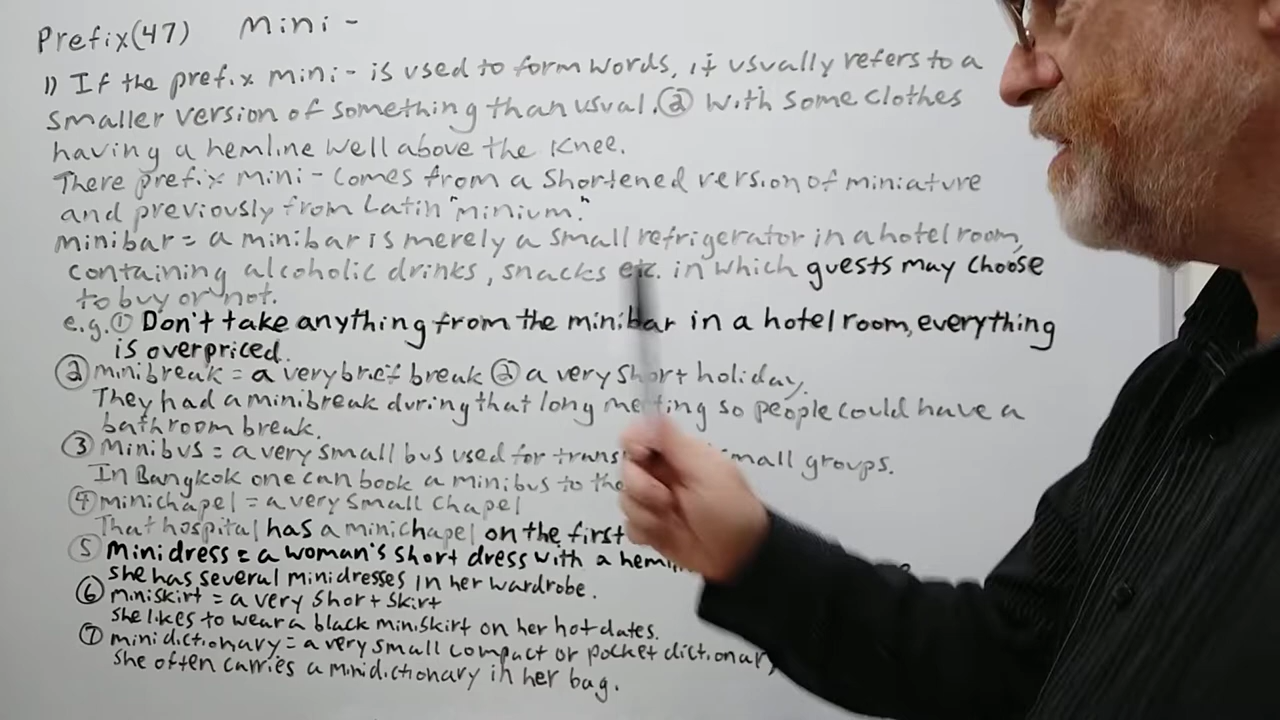 Prefix(47) Mini-
1) If the prefix mini- is used to form words, it usually refers to a
smaller version of something than usual. ② with some clothes
having a hemline well above the knee.
There prefix mini- comes from a shortened version of miniature
and previously from Latin "minium."
minibar = a minibar is merely a small refrigerator in a hotel room,
containing alcoholic drinks, snacks etc. in which guests may choose
to buy or not.
e.g. ① Don't take anything from the minibar in a hotel room, everything
is overpriced.
② minibreak = a very brief break ② a very short holiday.
They had a minibreak during that long meeting so people could have a
bathroom break.
③ Minibus = a very small bus used for small groups.
In Bangkok one can book a minibus to
④ minichapel = a very small chapel
That hospital has a minichapel on the first
⑤ Minidress = a woman's short dress with a
she has several minidresses in her wardrobe.
⑥ miniskirt = a very short skirt
she likes to wear a black miniskirt on her hot dates.
⑦ minidictionary = a very small compact or pocket dictionary
she often carries a minidictionary in her bag.